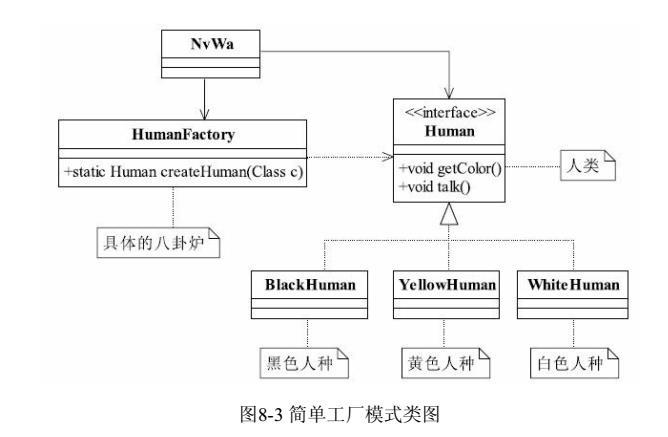 NvWa
<<interface>>
Human
HumanFactory
+void getColor()
+void talk()
人类
+static Human createHuman(Class c)
具体的八卦炉
BlackHuman
YellowHuman
WhiteHuman
黑色人种
黄色人种
白色人种
图8-3 简单工厂模式类图